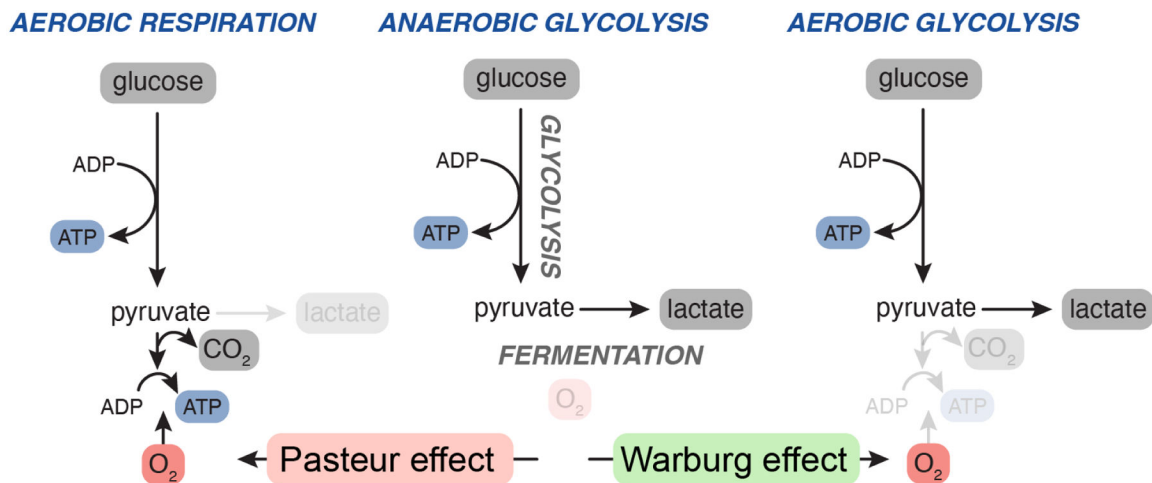 AEROBIC RESPIRATION
glucose
ADP
ATP
pyruvate
lactate
CO₂
ADP
ATP
O₂
ANAEROBIC GLYCOLYSIS
glucose
GLYCOLYSIS
ADP
ATP
pyruvate
lactate
FERMENTATION
O₂
AEROBIC GLYCOLYSIS
glucose
ADP
ATP
pyruvate
lactate
CO₂
ADP
ATP
O₂
Pasteur effect
Warburg effect